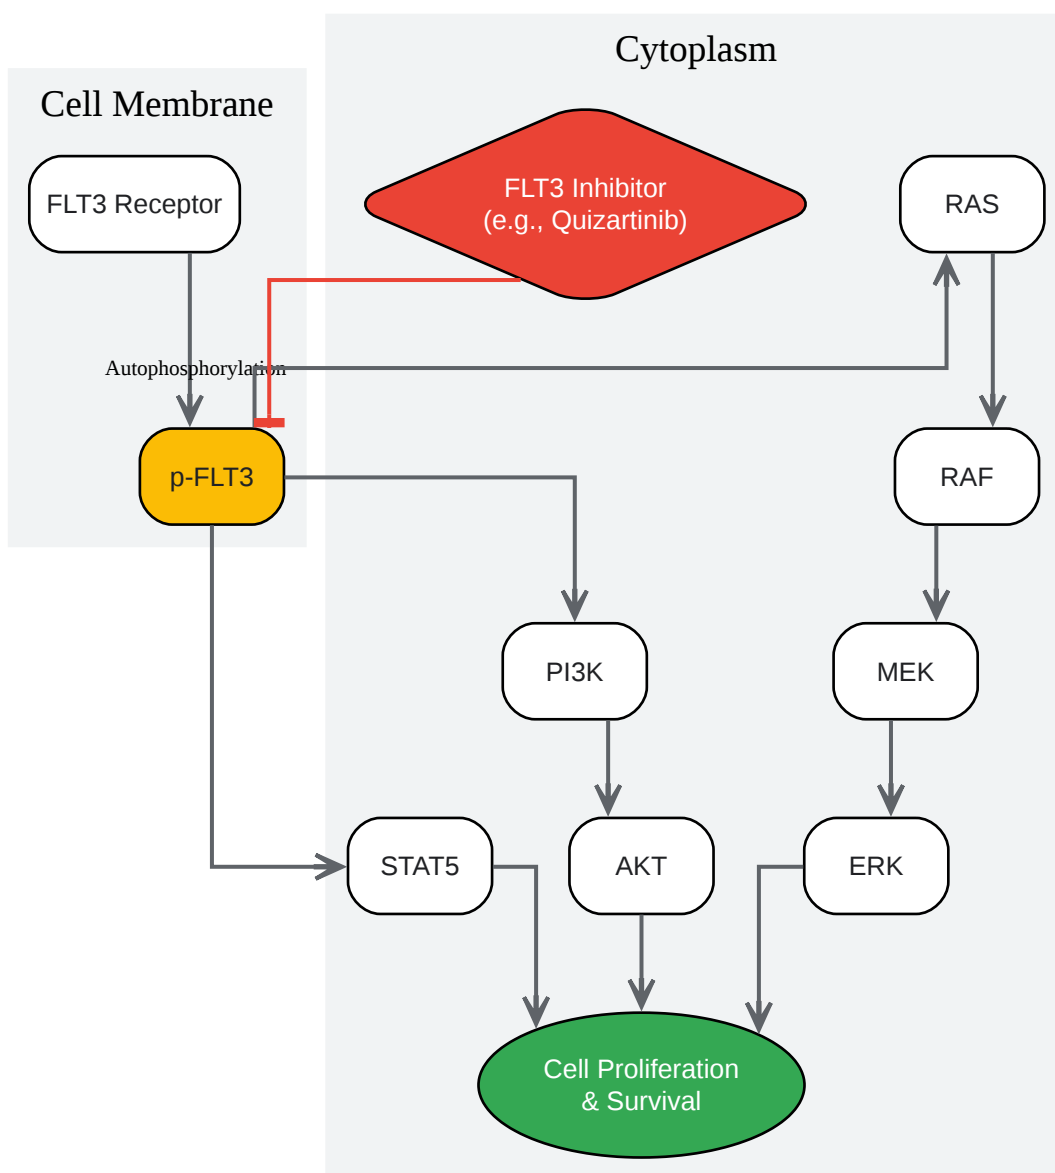 Cytoplasm
Cell Membrane
FLT3 Receptor
FLT3 Inhibitor
(e.g., Quizartinib)
RAS
Autophosphorylation
p-FLT3
RAF
PI3K
MEK
STAT5
AKT
ERK
Cell Proliferation
& Survival